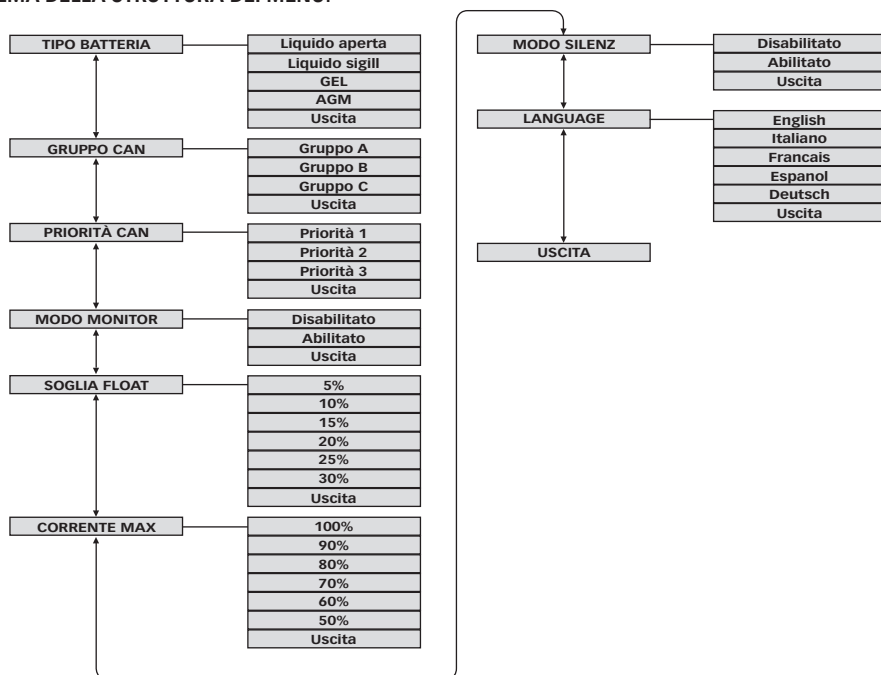 TIPO BATTERIA
Liquido aperta
Liquido sigill
GEL
AGM
Uscita
GRUPPO CAN
Gruppo A
Gruppo B
Gruppo C
Uscita
PRIORITÀ CAN
Priorità 1
Priorità 2
Priorità 3
Uscita
MODO MONITOR
Disabilitato
Abilitato
Uscita
SOGLIA FLOAT
5%
10%
15%
20%
25%
30%
Uscita
CORRENTE MAX
100%
90%
80%
70%
60%
50%
Uscita
MODO SILENZ
Disabilitato
Abilitato
Uscita
LANGUAGE
English
Italiano
Francais
Espanol
Deutsch
Uscita
USCITA